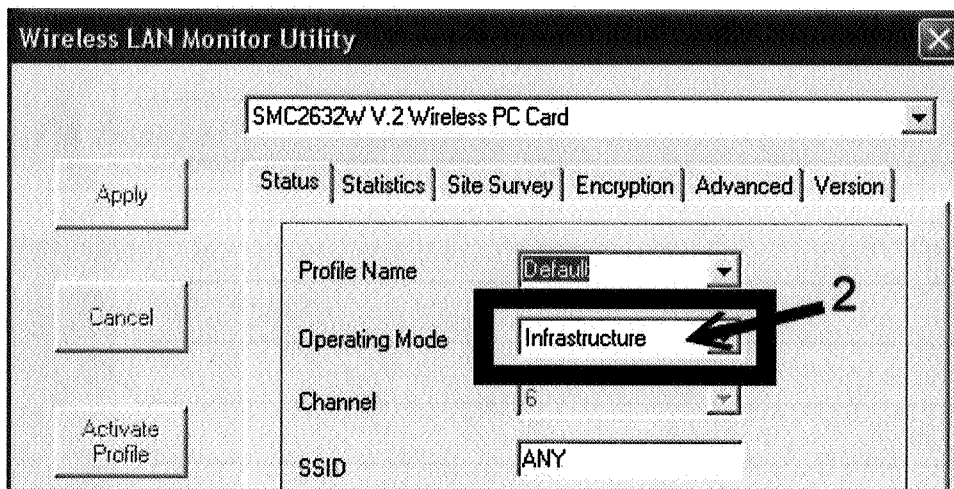 Wireless LAN Monitor Utility
SMC2632W V.2 Wireless PC Card
Apply
Status Statistics Site Survey Encryption Advanced Version
Profile Name Default
Cancel
2
Operating Mode Infrastructure
Channel 6
Activate
Profile
SSID ANY